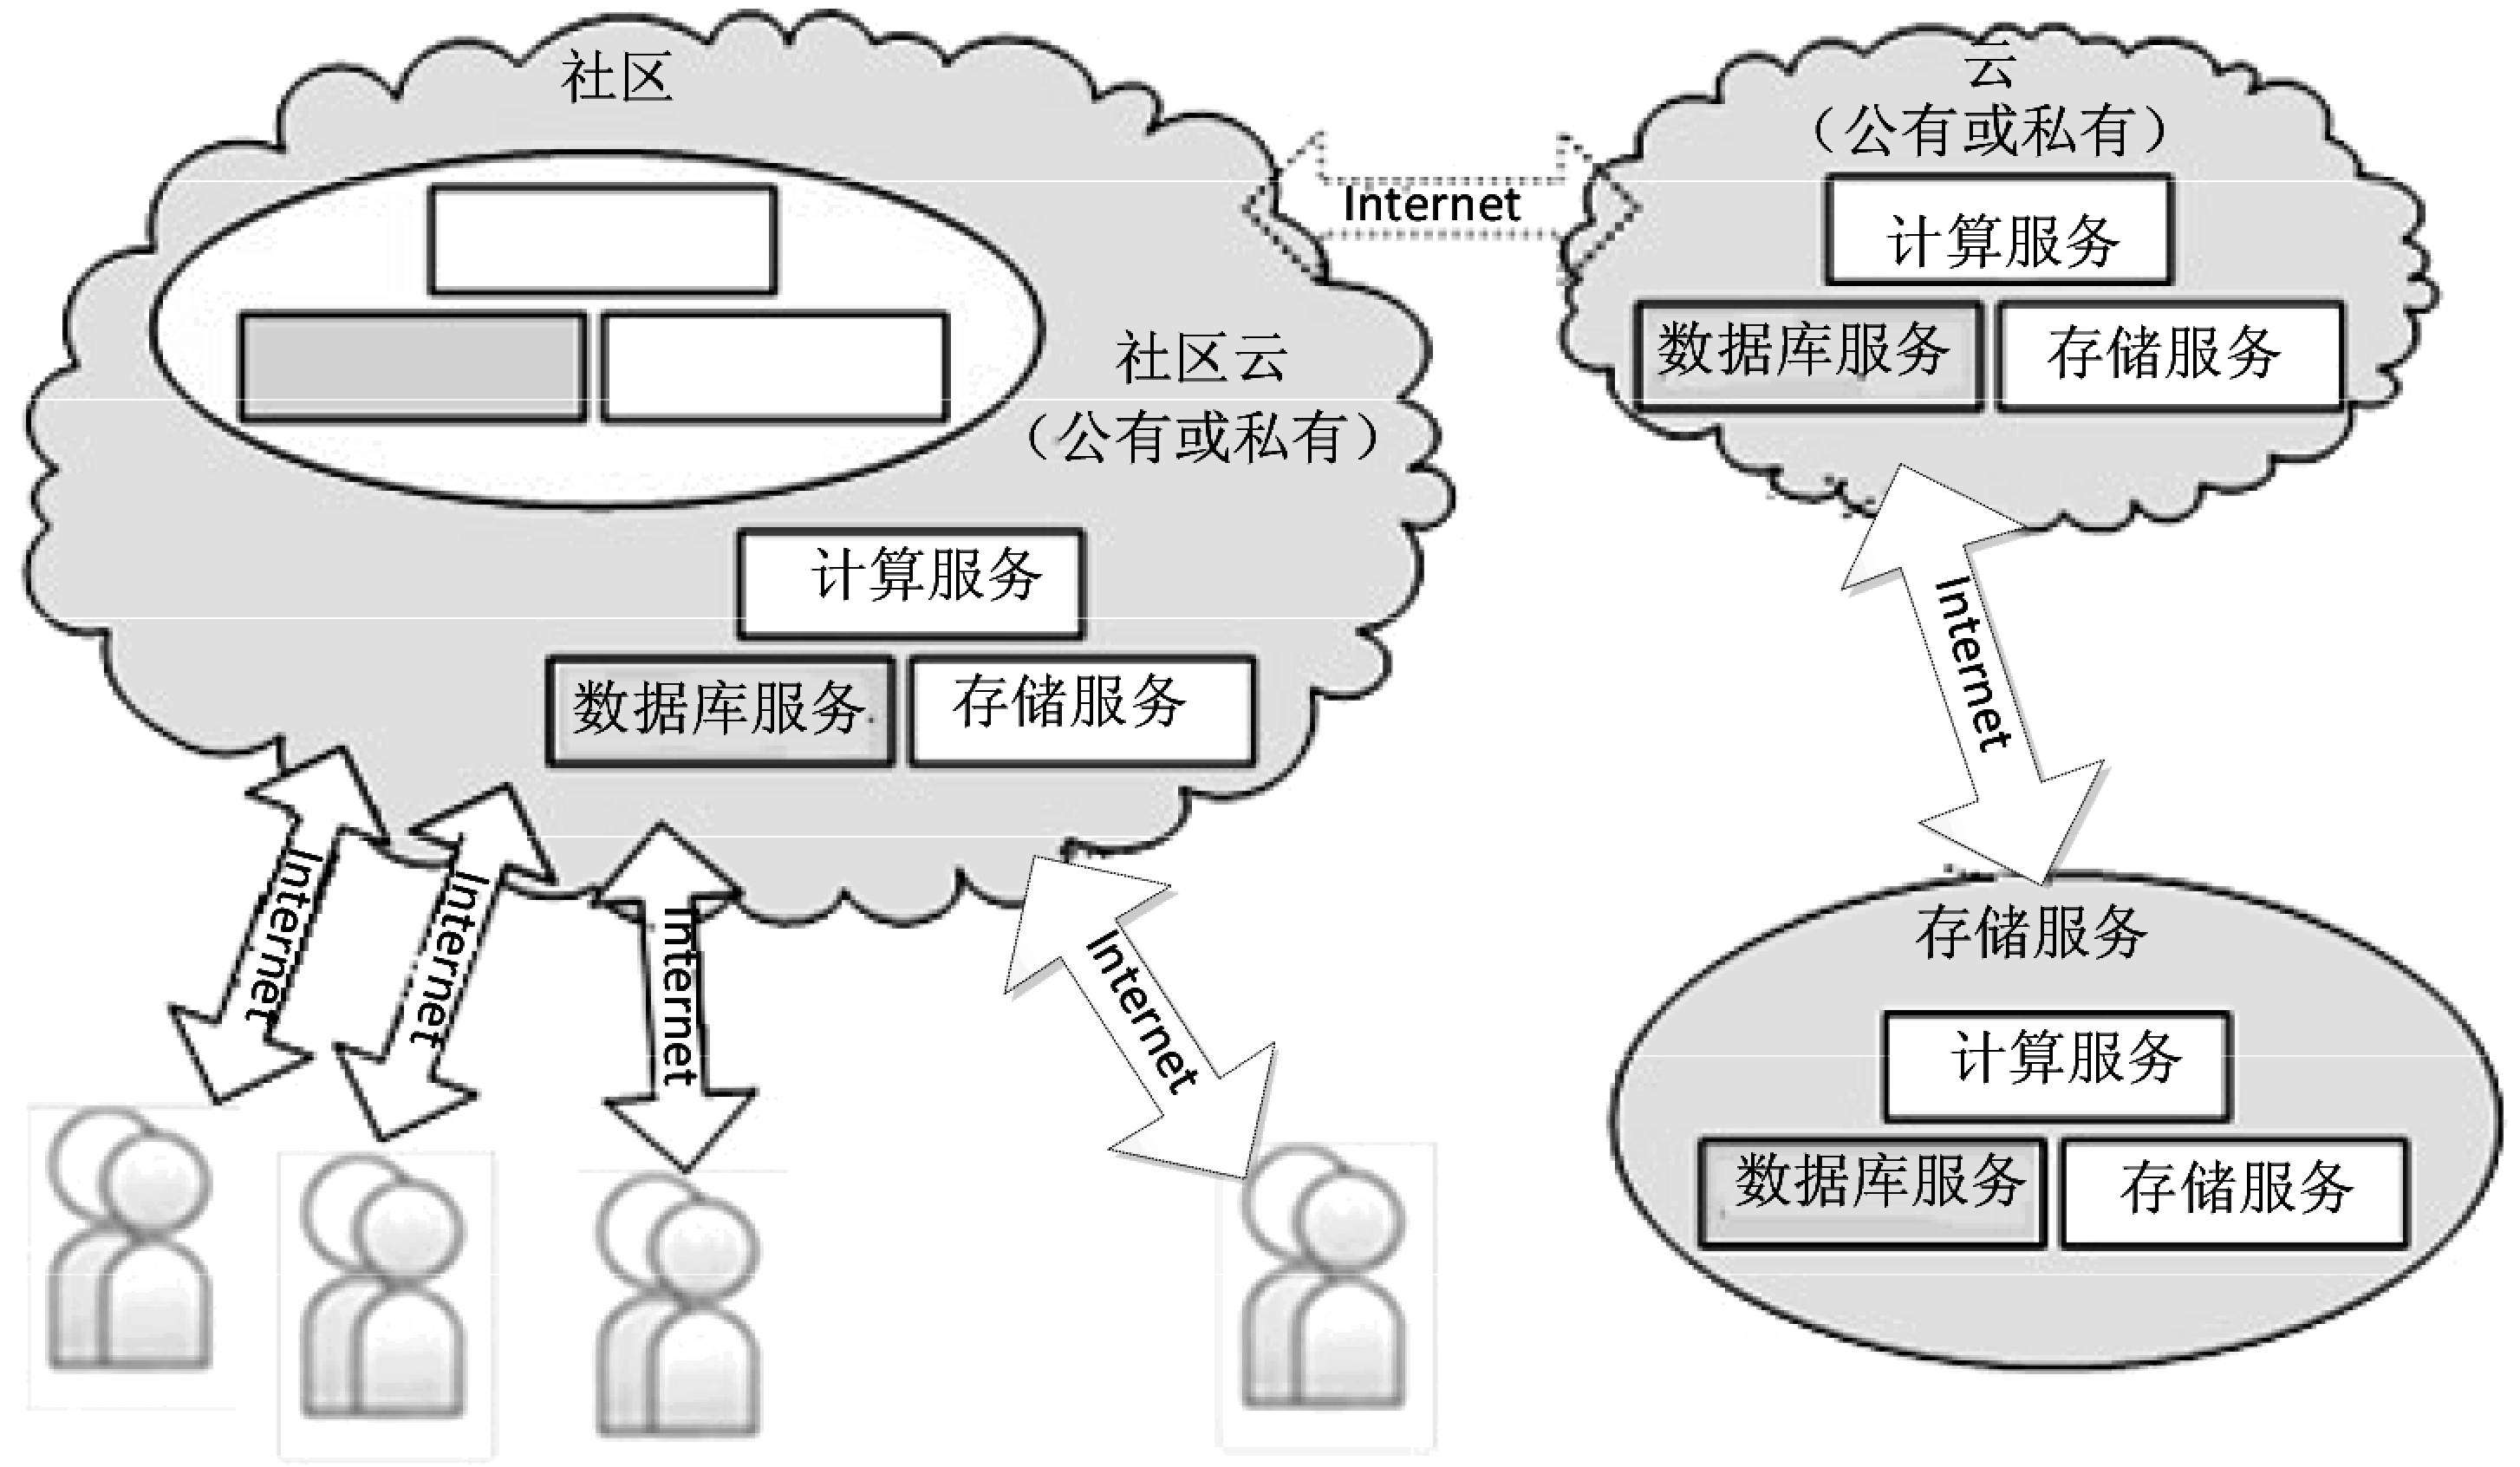 社区
社区云
（公有或私有）
计算服务
数据库服务
存储服务
Internet
云
（公有或私有）
计算服务
数据库服务
存储服务
Internet
Internet
Internet
Internet
Internet
存储服务
计算服务
数据库服务
存储服务